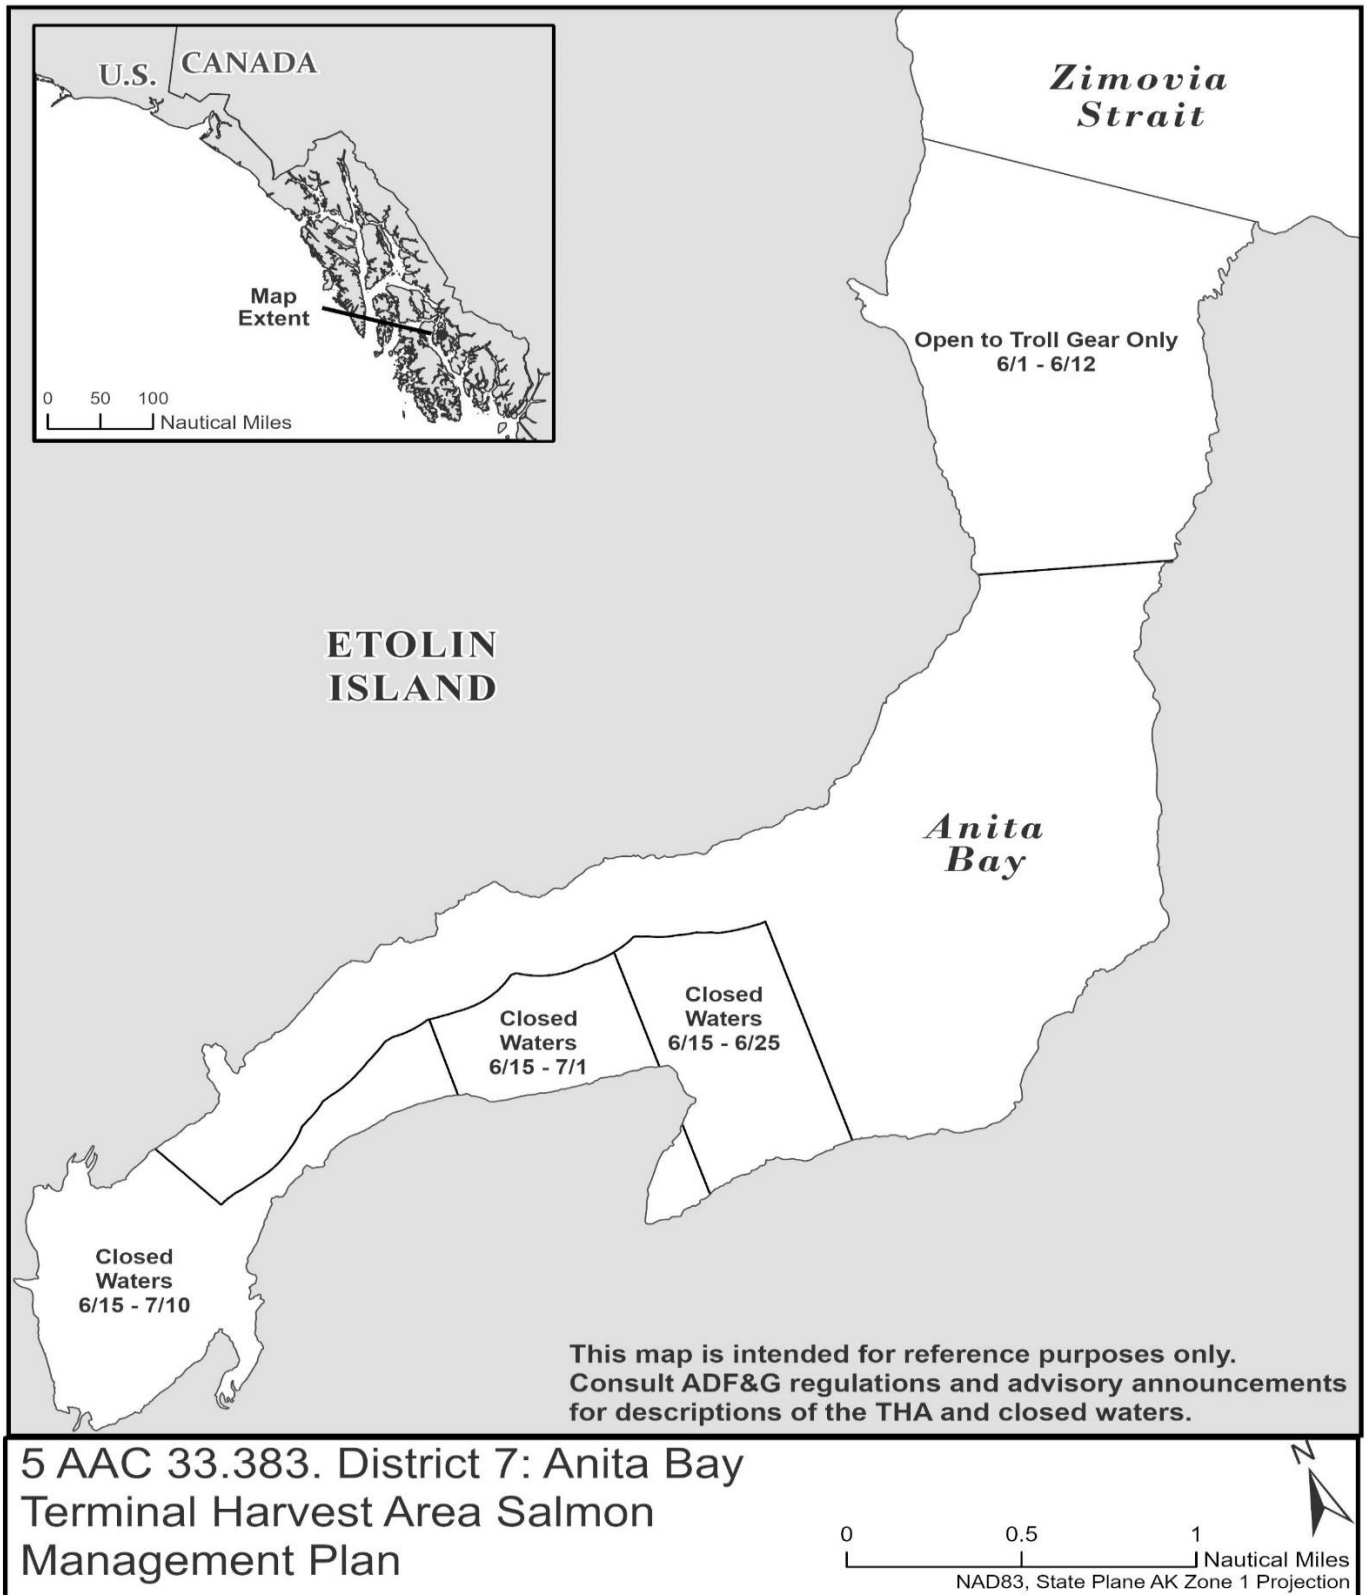 U.S.
CANADA
Map
Extent
0 50 100
Nautical Miles
Zimovia
Strait
Open to Troll Gear Only
6/1 - 6/12
ETOLIN
ISLAND
Anita
Bay
Closed
Waters
6/15 - 6/25
Closed
Waters
6/15 - 7/1
Closed
Waters
6/15 - 7/10
This map is intended for reference purposes only.
Consult ADF&G regulations and advisory announcements
for descriptions of the THA and closed waters.
5 AAC 33.383. District 7: Anita Bay
Terminal Harvest Area Salmon
Management Plan
N
0 0.5 1
Nautical Miles
NAD83, State Plane AK Zone 1 Projection